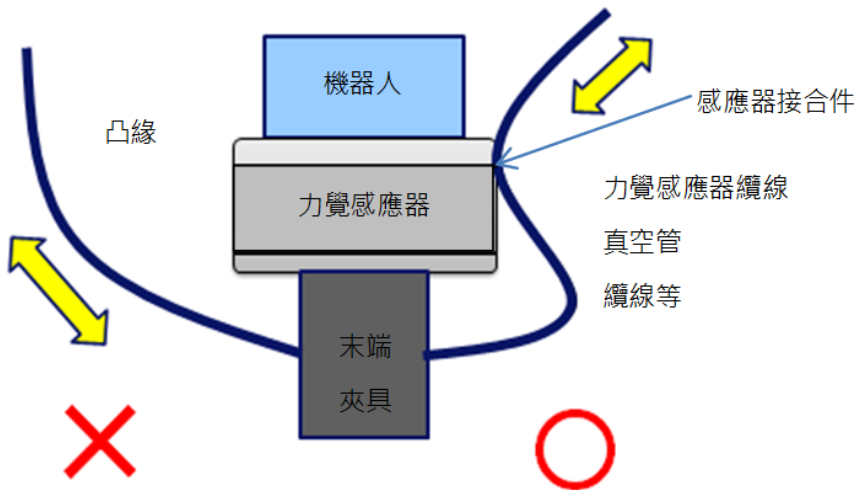 機器人
感應器接合件
凸緣
力覺感應器纜線
力覺感應器
真空管
纜線等
末端
夾具